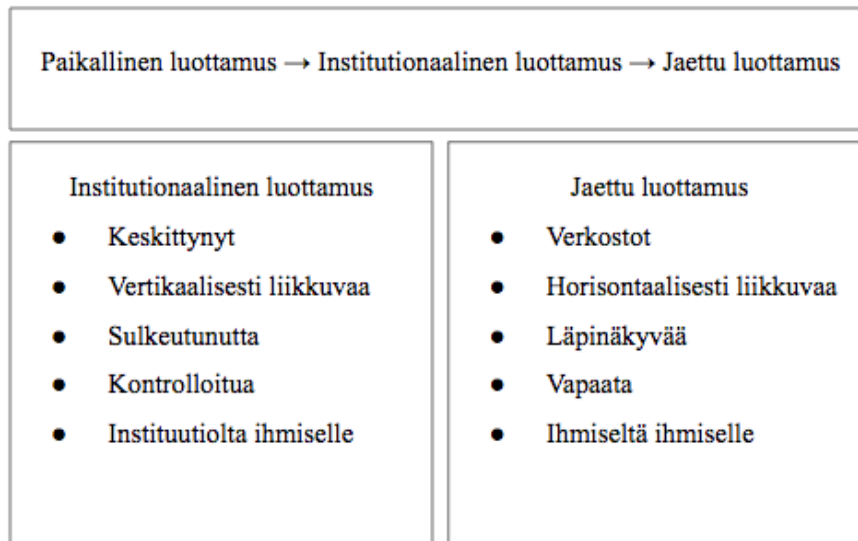 Paikallinen luottamus → Institutionaalinen luottamus → Jaettu luottamus
Institutionaalinen luottamus
● Keskittynyt
● Vertikaalisesti liikkuvaa
● Sulkeutunutta
● Kontrolloitua
● Instituutiolta ihmiselle
Jaettu luottamus
● Verkostot
● Horisontaalisesti liikkuvaa
● Läpinäkyvää
● Vapaata
● Ihmiseltä ihmiselle